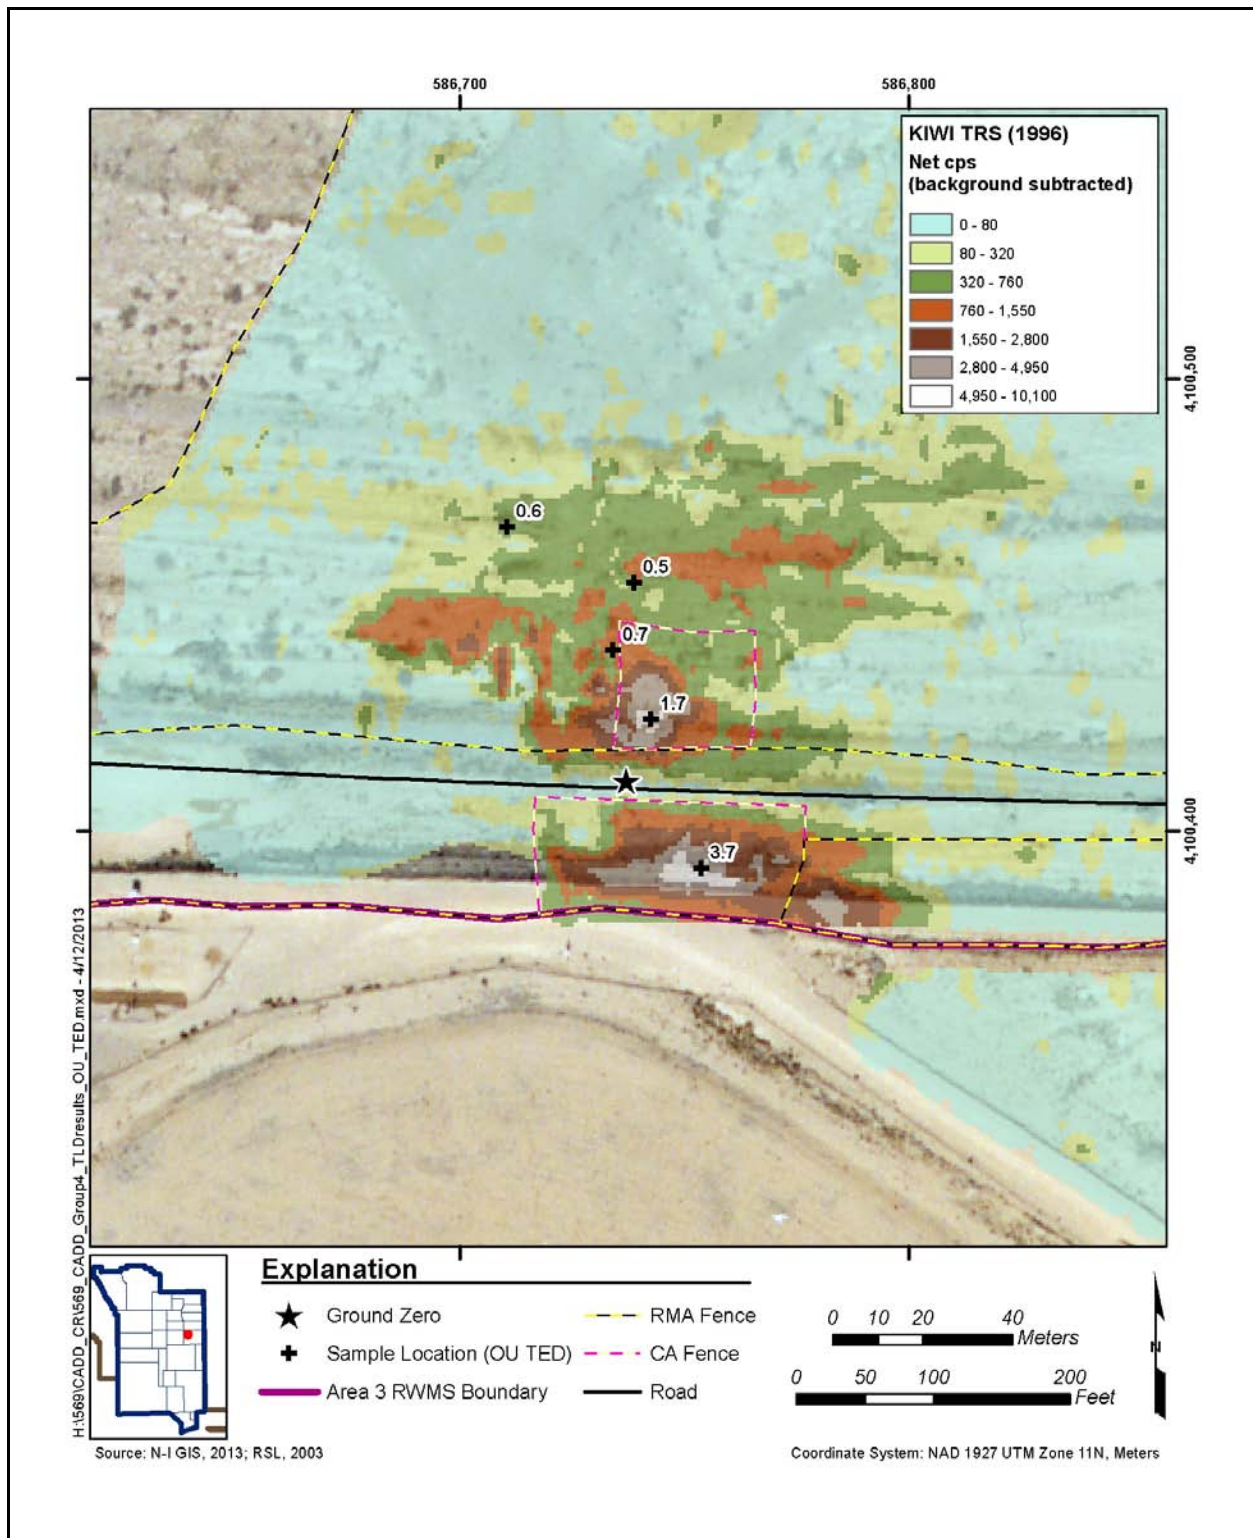 586,700
586,800
KIWI TRS (1996)
Net cps
(background subtracted)
0 - 80
80 - 320
320 - 760
760 - 1,550
1,550 - 2,800
2,800 - 4,950
4,950 - 10,100
4,100,500
0.6
0.5
0.7
1.7
3.7
4,100,400
H:\569\CADD_CR\569_CADD_Group4_TLDresults_OU_TED.mxd - 4/12/2013
Explanation
Ground Zero
Sample Location (OU TED)
Area 3 RWMS Boundary
RMA Fence
CA Fence
Road
0 10 20 40
Meters
0 50 100 200
Feet
N
Source: N-I GIS, 2013; RSL, 2003
Coordinate System: NAD 1927 UTM Zone 11N, Meters